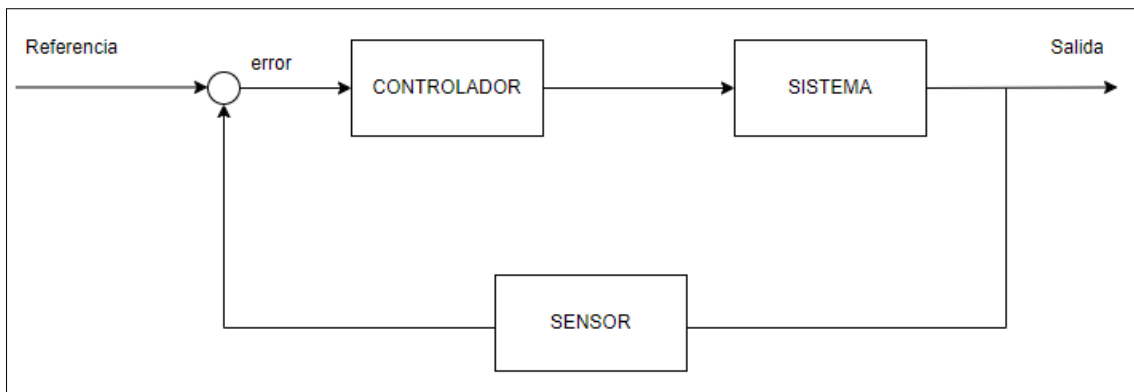 Referencia
error
CONTROLADOR
SISTEMA
Salida
SENSOR